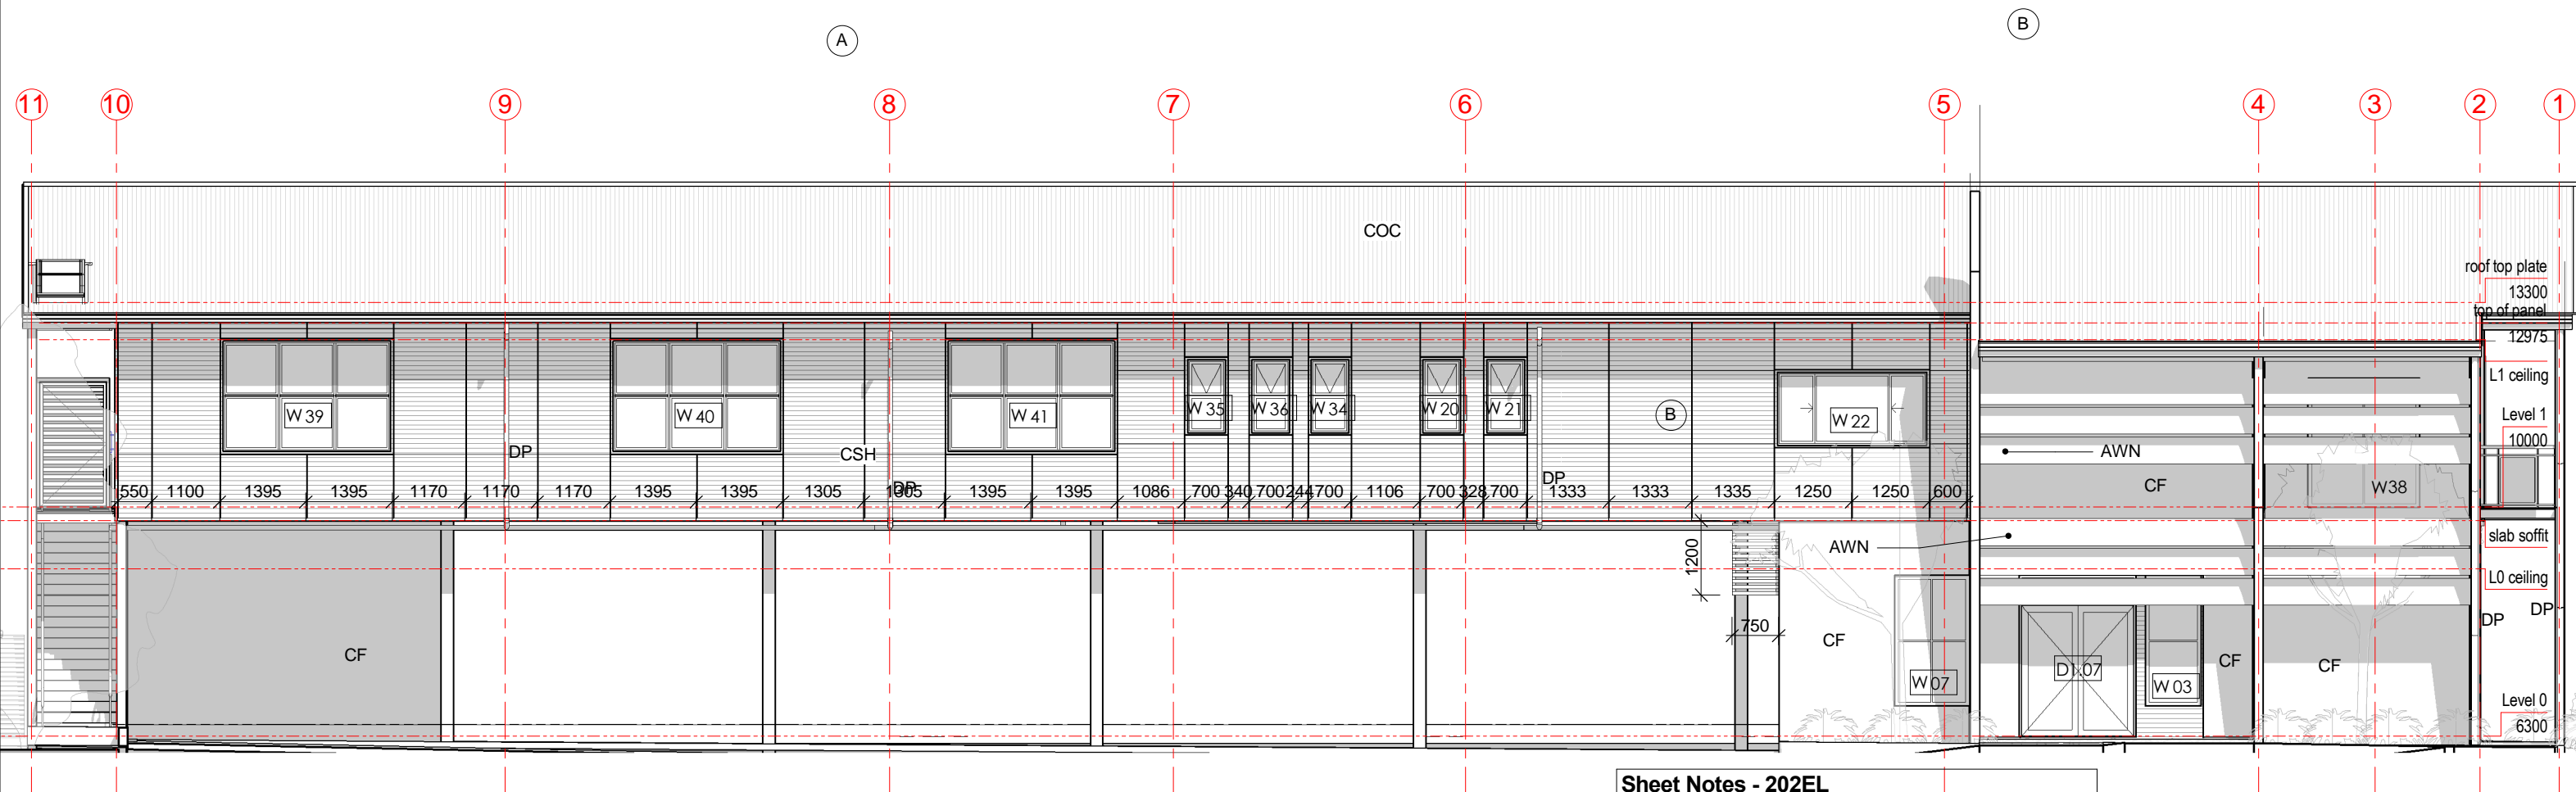 A
B
11 10 9 8 7 6 5 4 3 2 1
COC
roof top plate
13300
top of panel
12975
L1 ceiling
Level 1
10000
W 39
W 40
W 41
W 35
W 36
W 34
W 20
W 21
B
W 22
DP
CSH
DP
DP
AWN
CF
W38
550 1100 1395 1395 1170 1170 1170 1395 1395 1305 1305 1395 1395 1086 700 340 700 244 700 1106 700 328 700 1333 1333 1335 1250 1250 600
slab soffit
AWN
1200
L0 ceiling
DP
DP
750
CF
CF
W 07
D1.07
W 03
CF
CF
Level 0
6300
Sheet Notes - 202EL